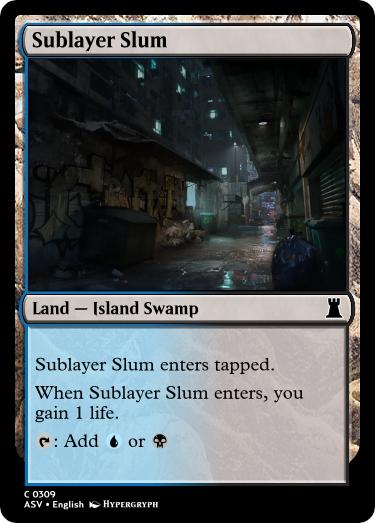 Sublayer Slum
Land — Island Swamp
Sublayer Slum enters tapped.
When Sublayer Slum enters, you
gain 1 life.
: Add or
C 0309
ASV • English HYPERGRYPH